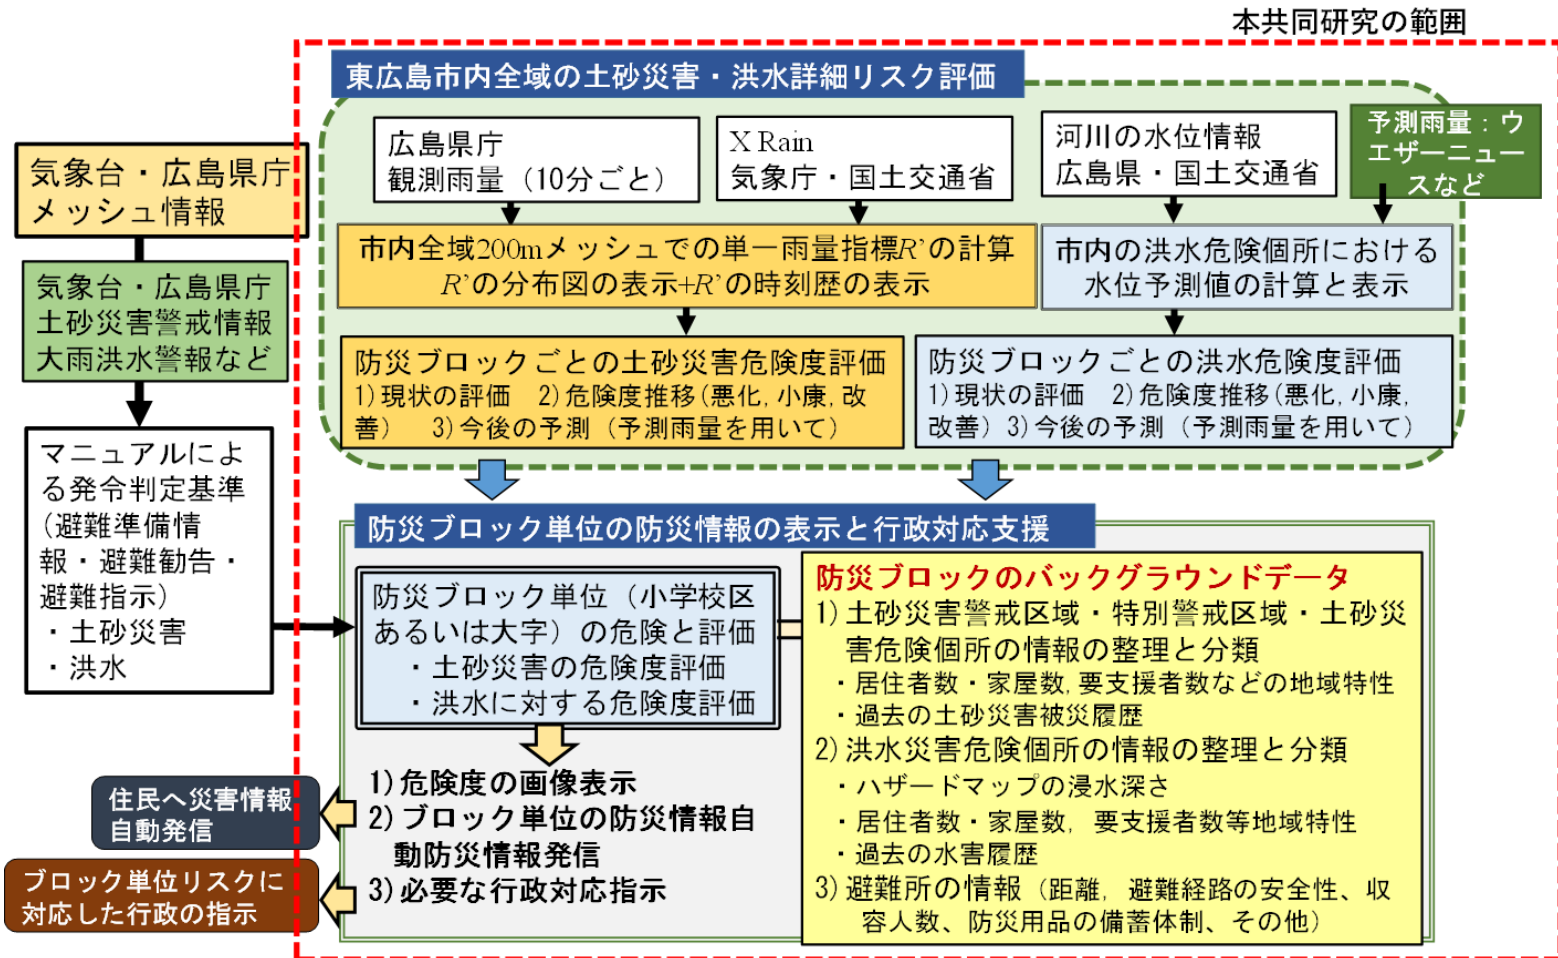 本共同研究の範囲
東広島市内全域の土砂災害・洪水詳細リスク評価
気象台・広島県庁
メッシュ情報
気象台・広島県庁
土砂災害警戒情報
大雨洪水警報など
マニュアルによ
る発令判定基準
(避難準備情
報・避難勧告・
避難指示)
・土砂災害
・洪水
広島県庁
観測雨量（10分ごと）
X Rain
気象庁・国土交通省
河川の水位情報
広島県・国土交通省
予測雨量：ウ
エザーニュー
スなど
市内全域200mメッシュでの単一雨量指標R'の計算
R'の分布図の表示+R'の時刻歴の表示
市内の洪水危険個所における
水位予測値の計算と表示
防災ブロックごとの土砂災害危険度評価
1)現状の評価　2)危険度推移(悪化,小康,改
善)　3)今後の予測（予測雨量を用いて）
防災ブロックごとの洪水危険度評価
1)現状の評価　2)危険度推移(悪化,小康,
改善)3)今後の予測（予測雨量を用いて）
防災ブロック単位の防災情報の表示と行政対応支援
防災ブロック単位（小学校区
あるいは大字）の危険と評価
・土砂災害の危険度評価
・洪水に対する危険度評価
1)危険度の画像表示
2)ブロック単位の防災情報自
動防災情報発信
3)必要な行政対応指示
住民へ災害情報
自動発信
ブロック単位リスクに
対応した行政の指示
防災ブロックのバックグラウンドデータ
1)土砂災害警戒区域・特別警戒区域・土砂災
害危険個所の情報の整理と分類
・居住者数・家屋数,要支援者数などの地域特性
・過去の土砂災害被災履歴
2)洪水災害危険個所の情報の整理と分類
・ハザードマップの浸水深さ
・居住者数・家屋数，要支援者数等地域特性
・過去の水害履歴
3)避難所の情報（距離，避難経路の安全性、収
容人数、防災用品の備蓄体制、その他）